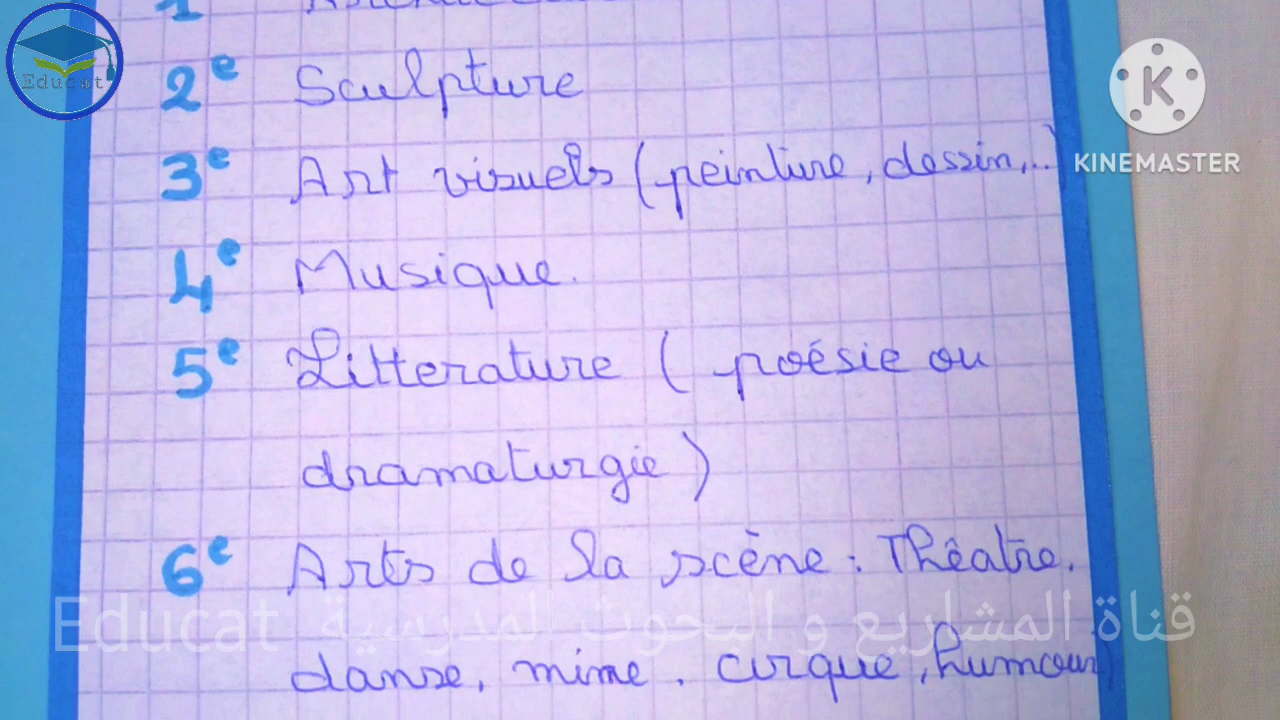 1
2e Sculpture
3e Art visuels (peinture, dessin,..)
4e Musique.
5e Litterature ( poésie ou
dramaturgie)
6e Arts de la scène : Théatre.
danse, mime. cirque, humour)
Educat
K
KINEMASTER
Educat قناة المشاريع و البحوث المدرسية